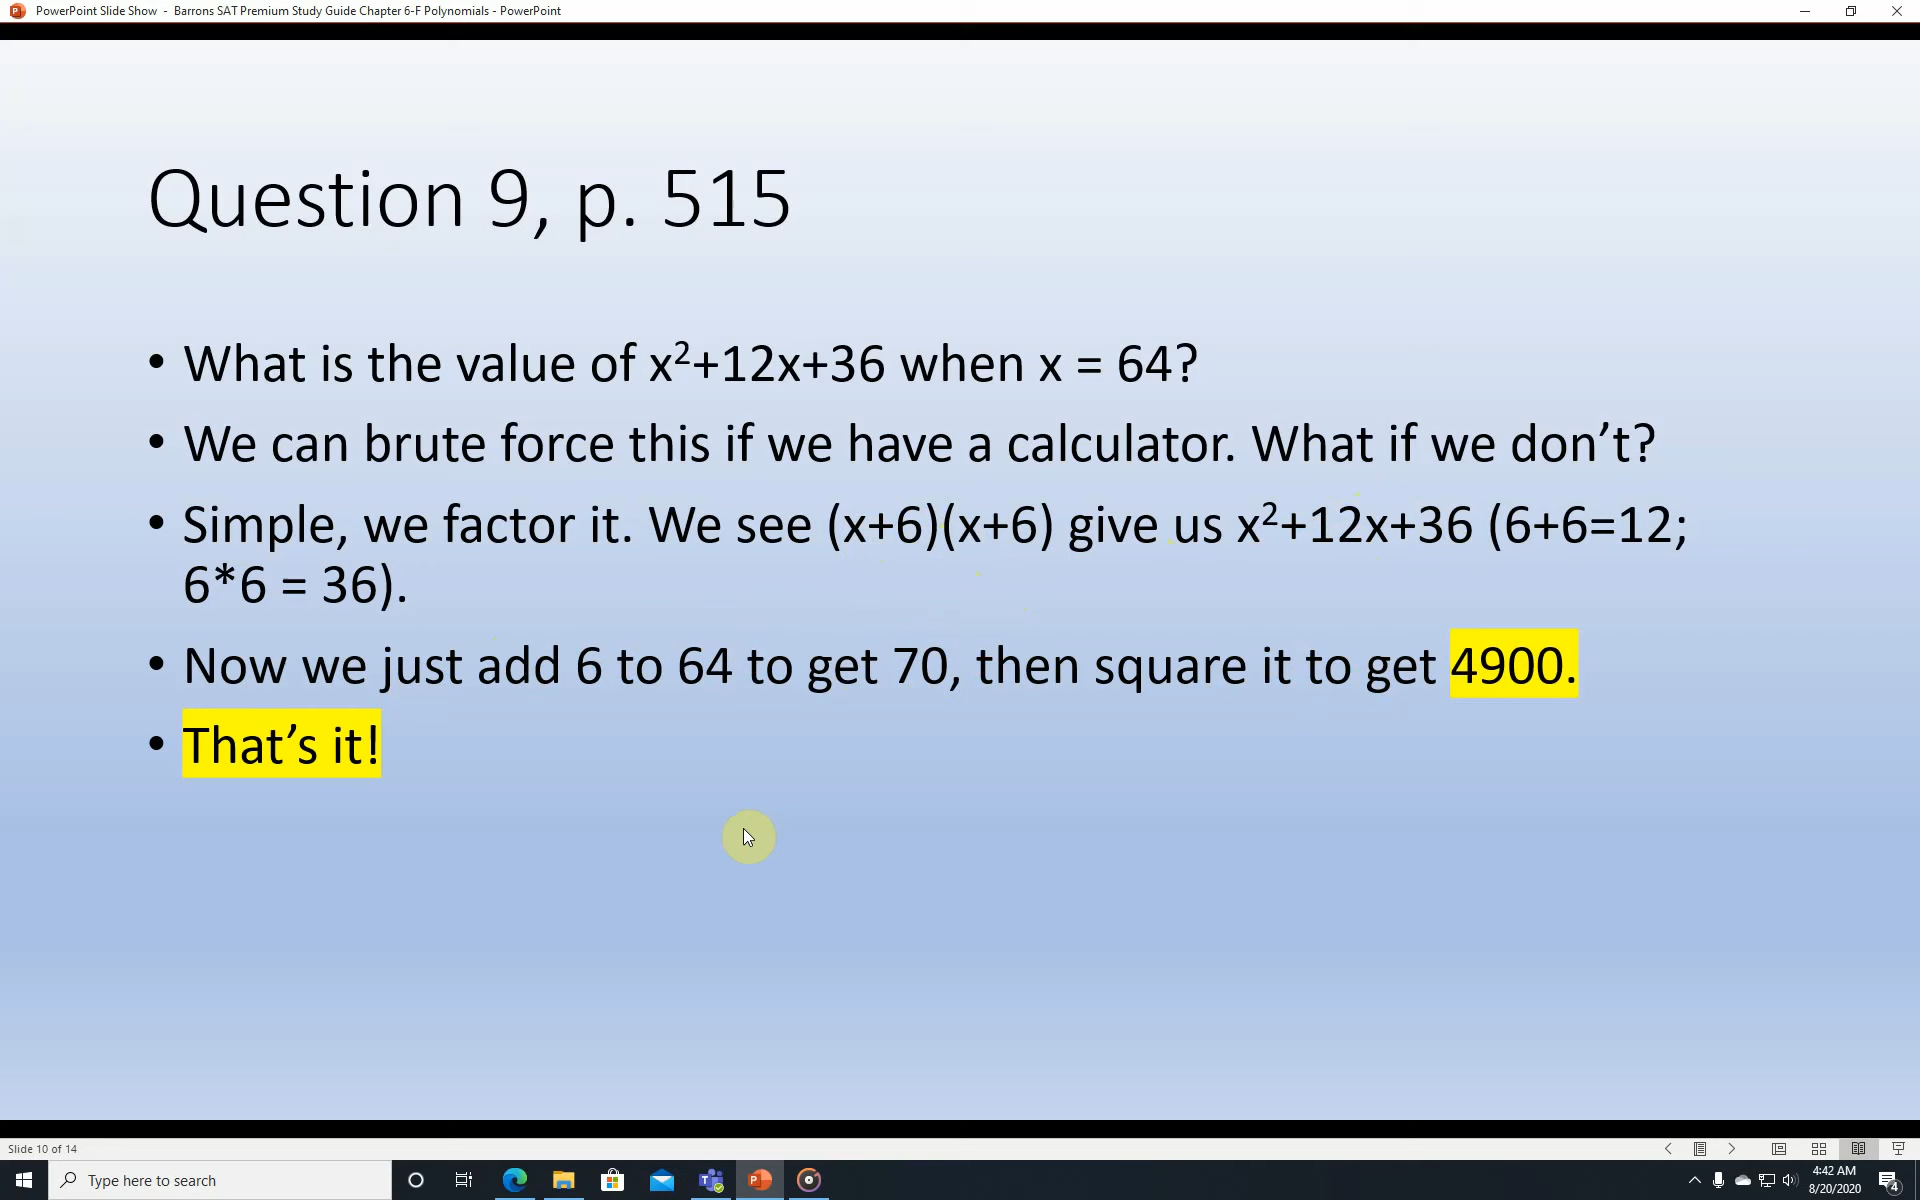 PowerPoint Slide Show - Barrons SAT Premium Study Guide Chapter 6-F Polynomials - PowerPoint
Question 9, p. 515
• What is the value of x²+12x+36 when x = 64?
• We can brute force this if we have a calculator. What if we don’t?
• Simple, we factor it. We see (x+6)(x+6) give us x²+12x+36 (6+6=12;
6*6 = 36).
• Now we just add 6 to 64 to get 70, then square it to get 4900.
• That’s it!
Slide 10 of 14
Type here to search
4:42 AM
8/20/2020
4